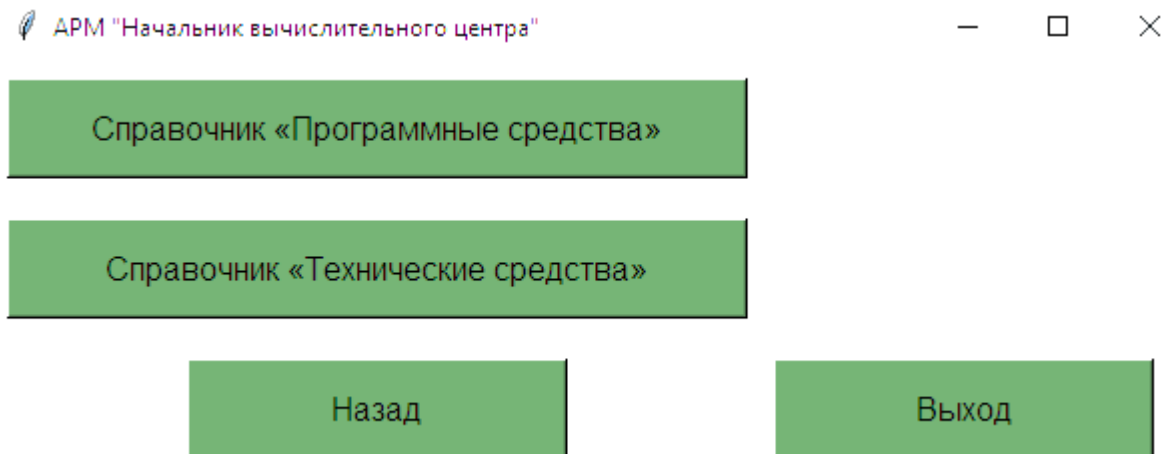 АРМ "Начальник вычислительного центра"
Справочник «Программные средства»
Справочник «Технические средства»
Назад Выход